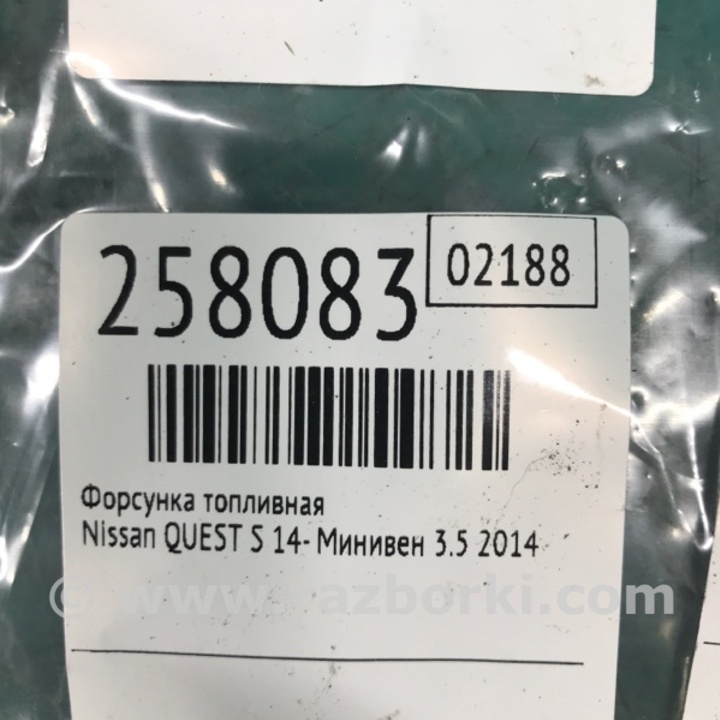 258083
02188
Форсунка топливная
Nissan QUEST S 14- Минивен 3.5 2014
© www.razborki.com